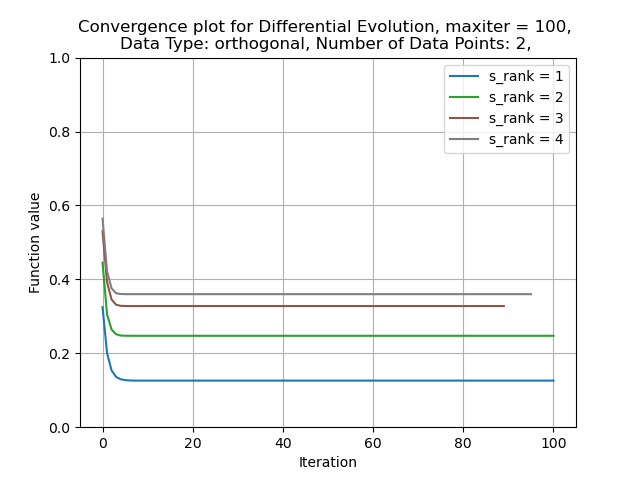 Convergence plot for Differential Evolution, maxiter = 100,
Data Type: orthogonal, Number of Data Points: 2,
1.0
0.8
0.6
0.4
0.2
0.0
Function value
s_rank = 1
s_rank = 2
s_rank = 3
s_rank = 4
0 20 40 60 80 100
Iteration